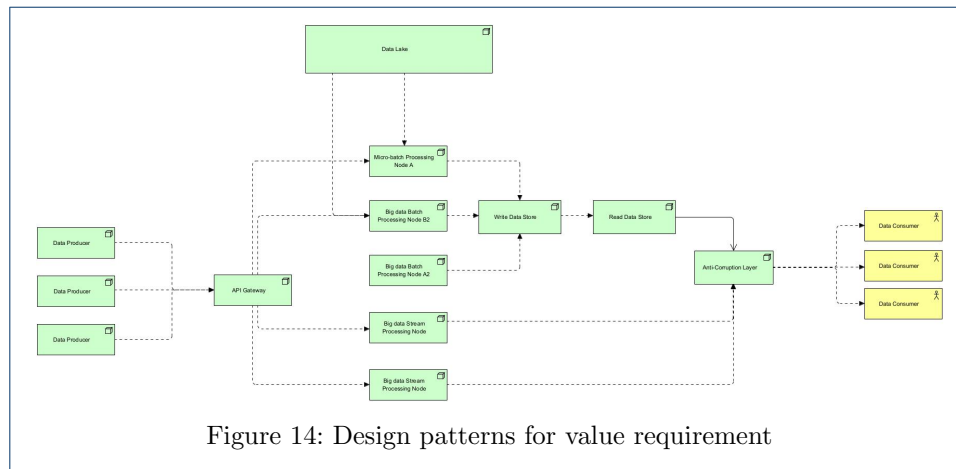 Data Lake
Micro-batch Processing
Node A
Big data Batch
Processing Node B2
Write Data Store
Read Data Store
Data Consumer
Data Producer
Big data Batch
Processing Node A2
Anti-Corruption Layer
Data Consumer
Data Producer
API Gateway
Data Consumer
Data Producer
Big data Stream
Processing Node
Big data Stream
Processing Node
Figure 14: Design patterns for value requirement